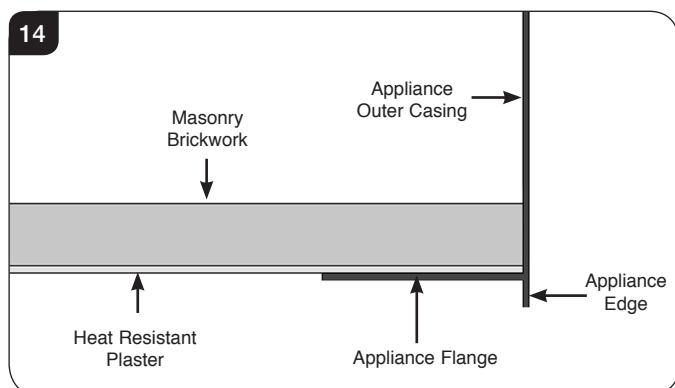 14
Appliance
Outer Casing
Masonry
Brickwork
Appliance
Edge
Heat Resistant
Plaster
Appliance Flange